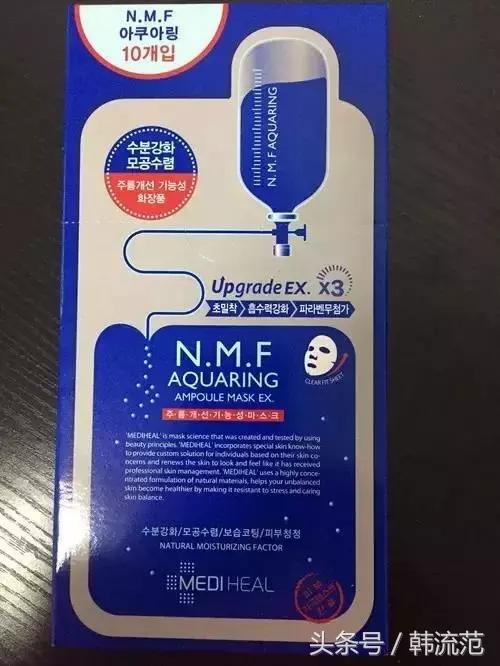 N.M.F
아쿠아링
10개입
N.M.F AQUARING
수분강화
모공수렴
주름개선 가능성
화장품
Upgrade EX. X3
초밀착 흡수력강화 파라벤무첨가
N.M.F
AQUARING
AMPOULE MASK EX.
CLEAR FIT SHEET
주·름·개·선·기·능·성·마·스·크
'MEDIHEAL' is mask science that was created and tested by using
beauty principles. 'MEDIHEAL' incorporates special skin know-how
to provide custom solution for individuals based on their skin co-
ncerns and renews the skin to look and feel like it has received
professional skin management. 'MEDIHEAL' uses a highly conce-
ntrated formulation of natural materials, helps your unbalanced
skin become healthier by making it resistant to stress and caring
skin balance.
수분강화/모공수렴/보습코팅/피부청정
NATURAL MOISTURIZING FACTOR
MEDIHEAL
头条号 / 韩流范